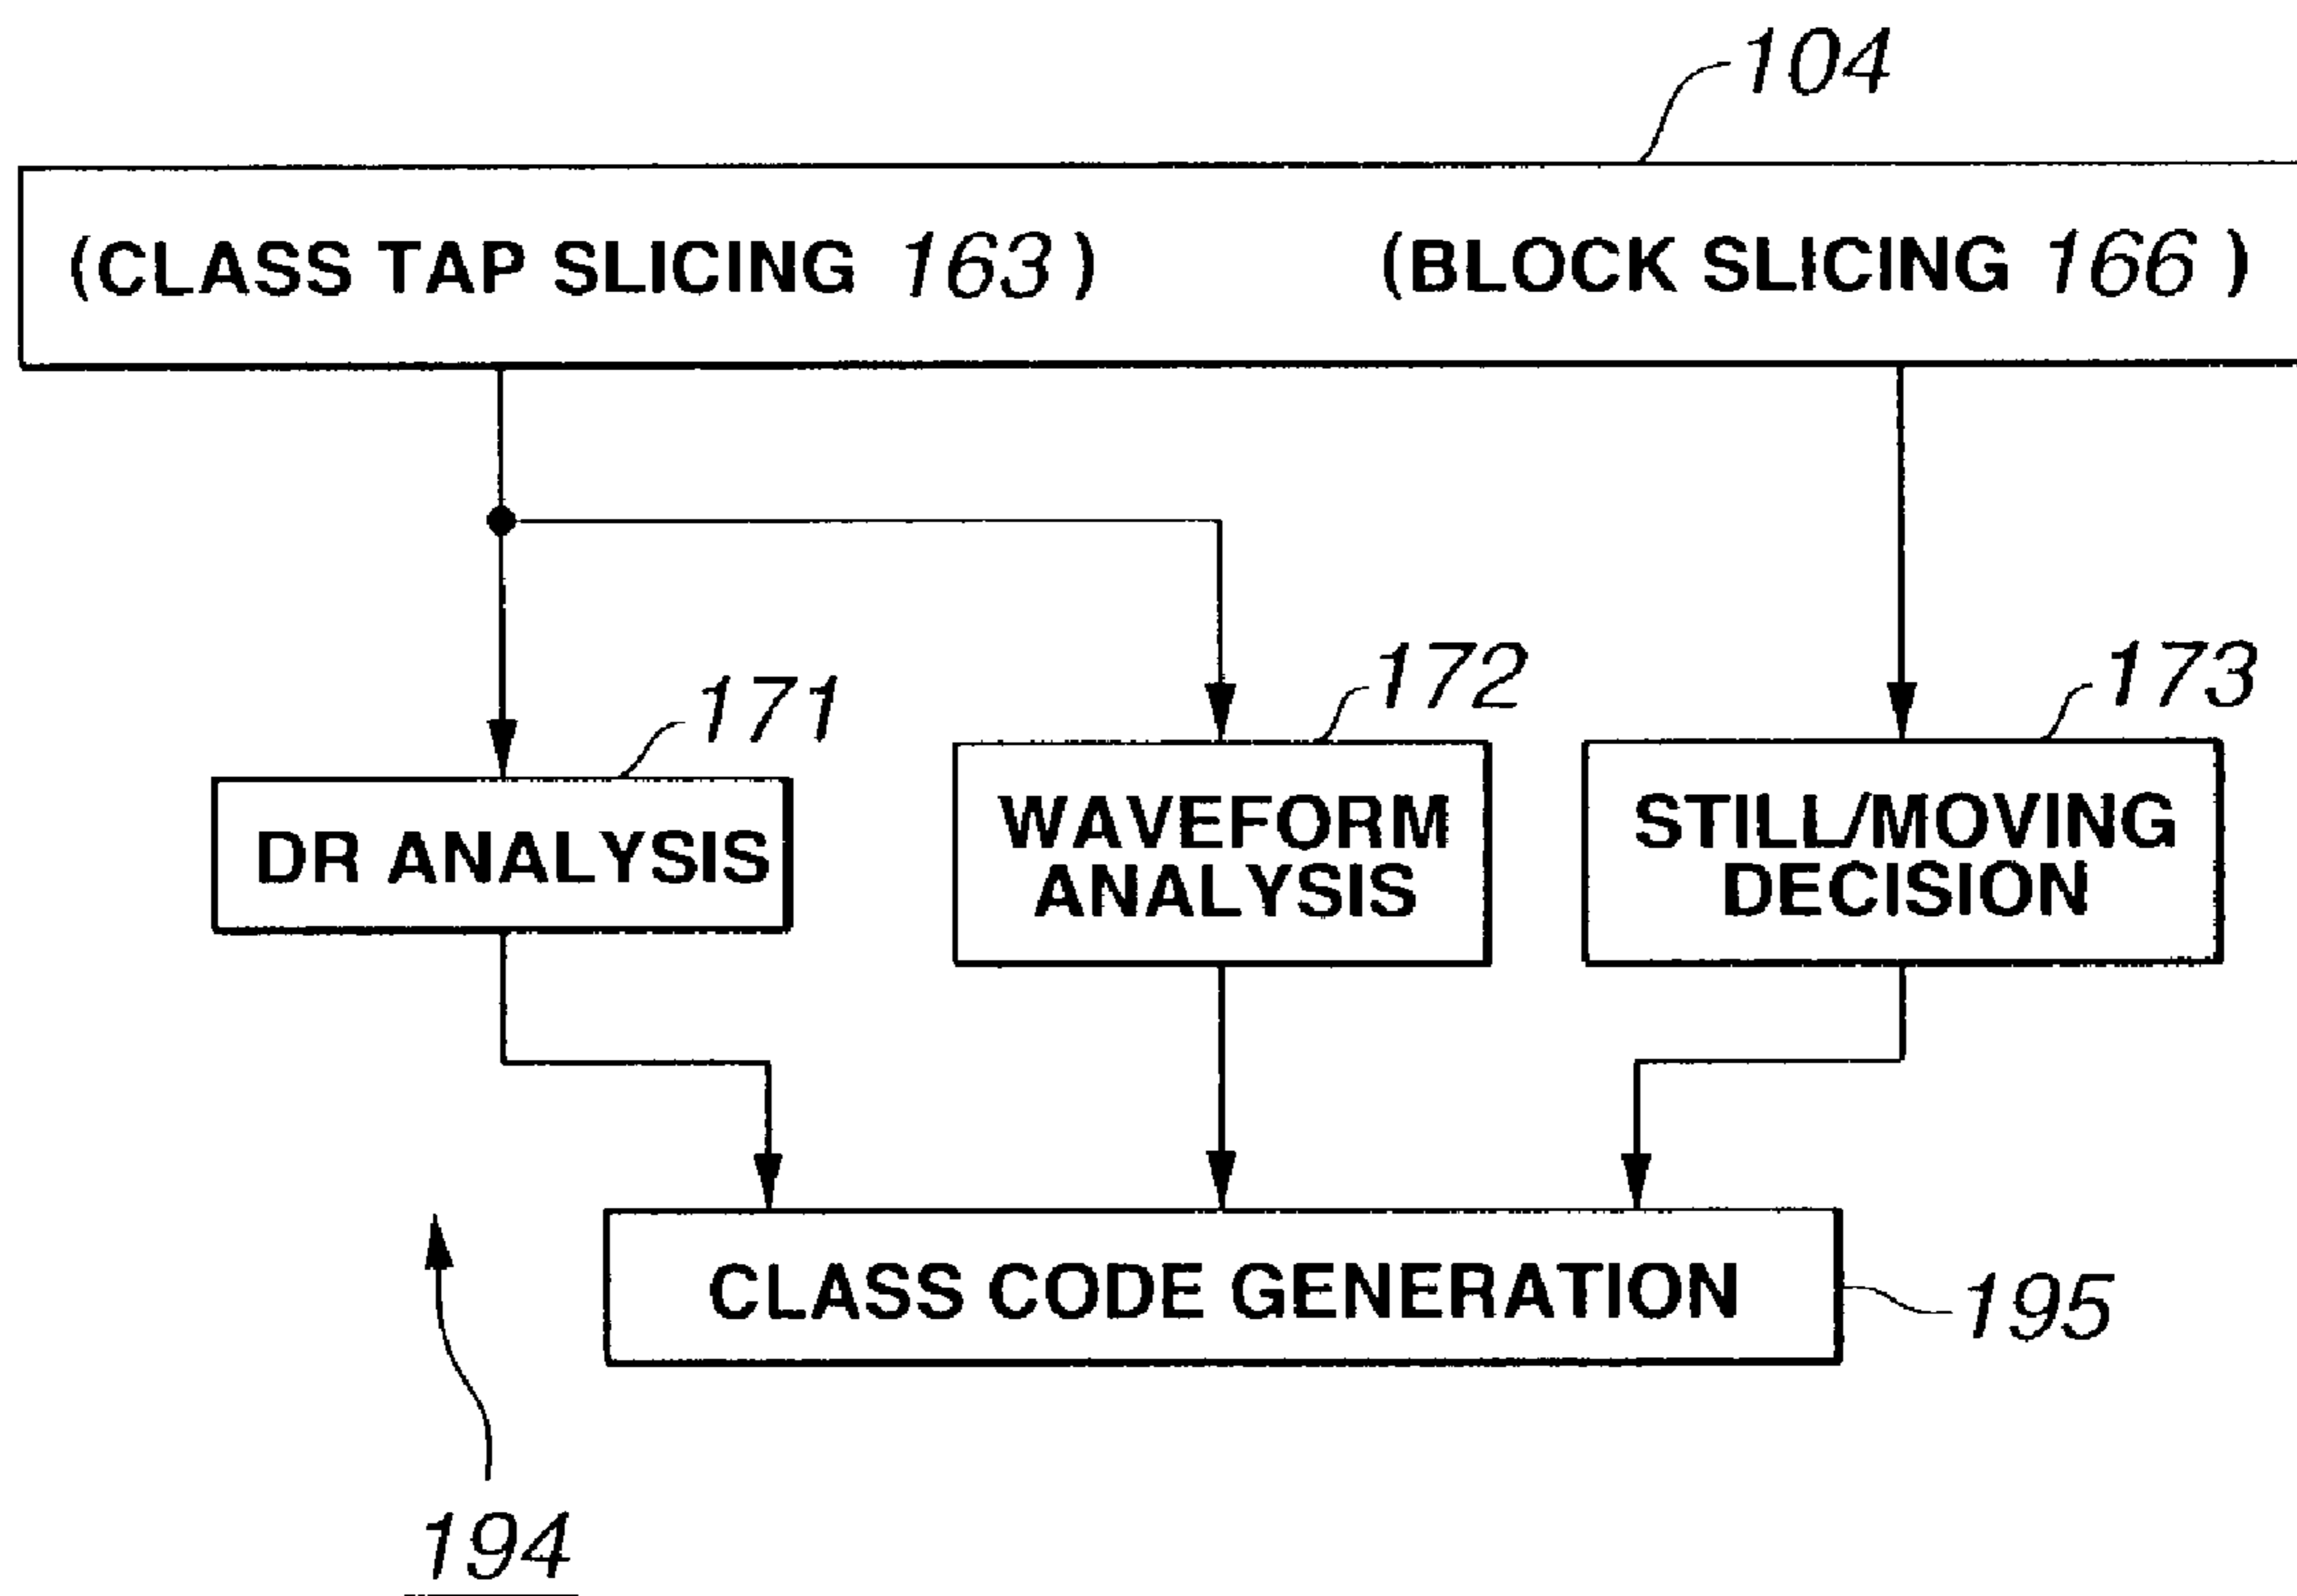 104
(CLASS TAP SLICING 163) (BLOCK SLICING 166)
171
172
173
DR ANALYSIS
WAVEFORM
ANALYSIS
STILL/MOVING
DECISION
CLASS CODE GENERATION
195
194